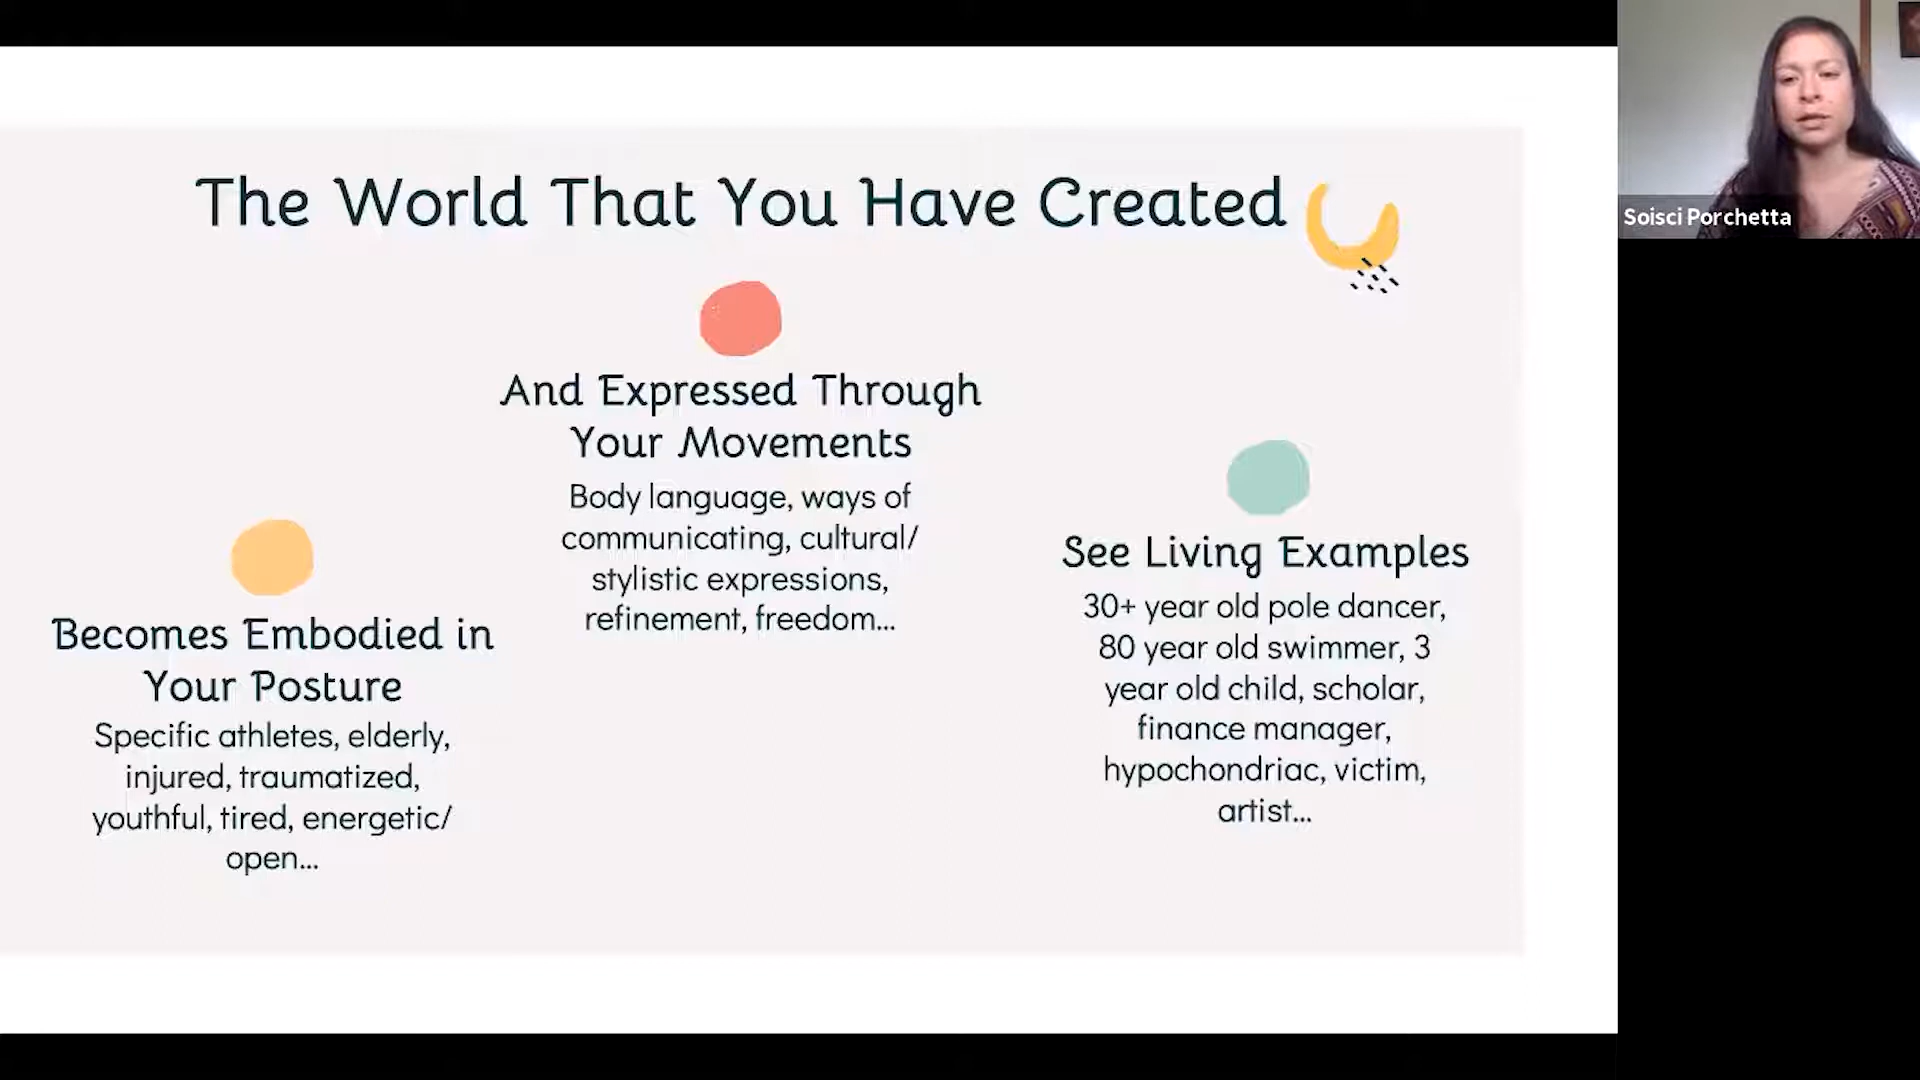 The World That You Have Created
Becomes Embodied in
Your Posture
Specific athletes, elderly,
injured, traumatized,
youthful, tired, energetic/
open...
And Expressed Through
Your Movements
Body language, ways of
communicating, cultural/
stylistic expressions,
refinement, freedom...
See Living Examples
30+ year old pole dancer,
80 year old swimmer, 3
year old child, scholar,
finance manager,
hypochondriac, victim,
artist...
Soisci Porchetta